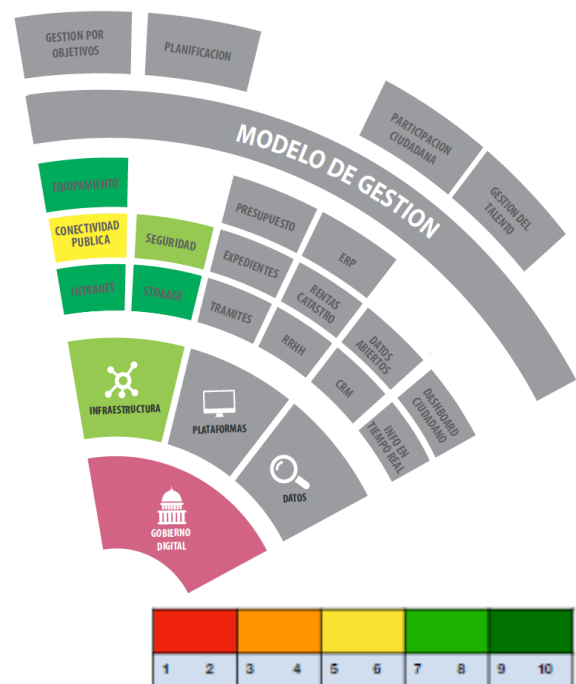 GESTION POR
OBJETIVOS
PLANIFICACION
PARTICIPACION
CIUDADANA
GESTION DEL
TALENTO
MODELO DE GESTION
EQUIPAMIENTO
CONECTIVIDAD
PUBLICA
SEGURIDAD
INTRANET
STORAGE
PRESUPUESTO
ERP
EXPEDIENTES
RENTAS
CATASTRO
DATOS
ABIERTOS
TRAMITES
RRHH
CRM
DASHBOARD
CIUDADANO
INFO EN
TIEMPO REAL
INFRAESTRUCTURA
PLATAFORMAS
DATOS
GOBIERNO
DIGITAL
1 2 3 4 5 6 7 8 9 10